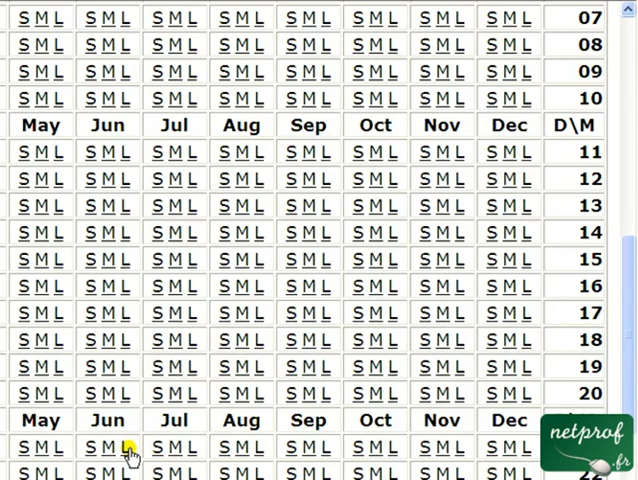 S M L S M L S M L S M L S M L S M L S M L S M L 07
S M L S M L S M L S M L S M L S M L S M L S M L 08
S M L S M L S M L S M L S M L S M L S M L S M L 09
S M L S M L S M L S M L S M L S M L S M L S M L 10
May Jun Jul Aug Sep Oct Nov Dec D\M
S M L S M L S M L S M L S M L S M L S M L S M L 11
S M L S M L S M L S M L S M L S M L S M L S M L 12
S M L S M L S M L S M L S M L S M L S M L S M L 13
S M L S M L S M L S M L S M L S M L S M L S M L 14
S M L S M L S M L S M L S M L S M L S M L S M L 15
S M L S M L S M L S M L S M L S M L S M L S M L 16
S M L S M L S M L S M L S M L S M L S M L S M L 17
S M L S M L S M L S M L S M L S M L S M L S M L 18
S M L S M L S M L S M L S M L S M L S M L S M L 19
S M L S M L S M L S M L S M L S M L S M L S M L 20
May Jun Jul Aug Sep Oct Nov Dec
S M L S M L S M L S M L S M L S M L S M L S M L
S M L S M L S M L S M L S M L S M L S M L S M L 22
netprof
.fr